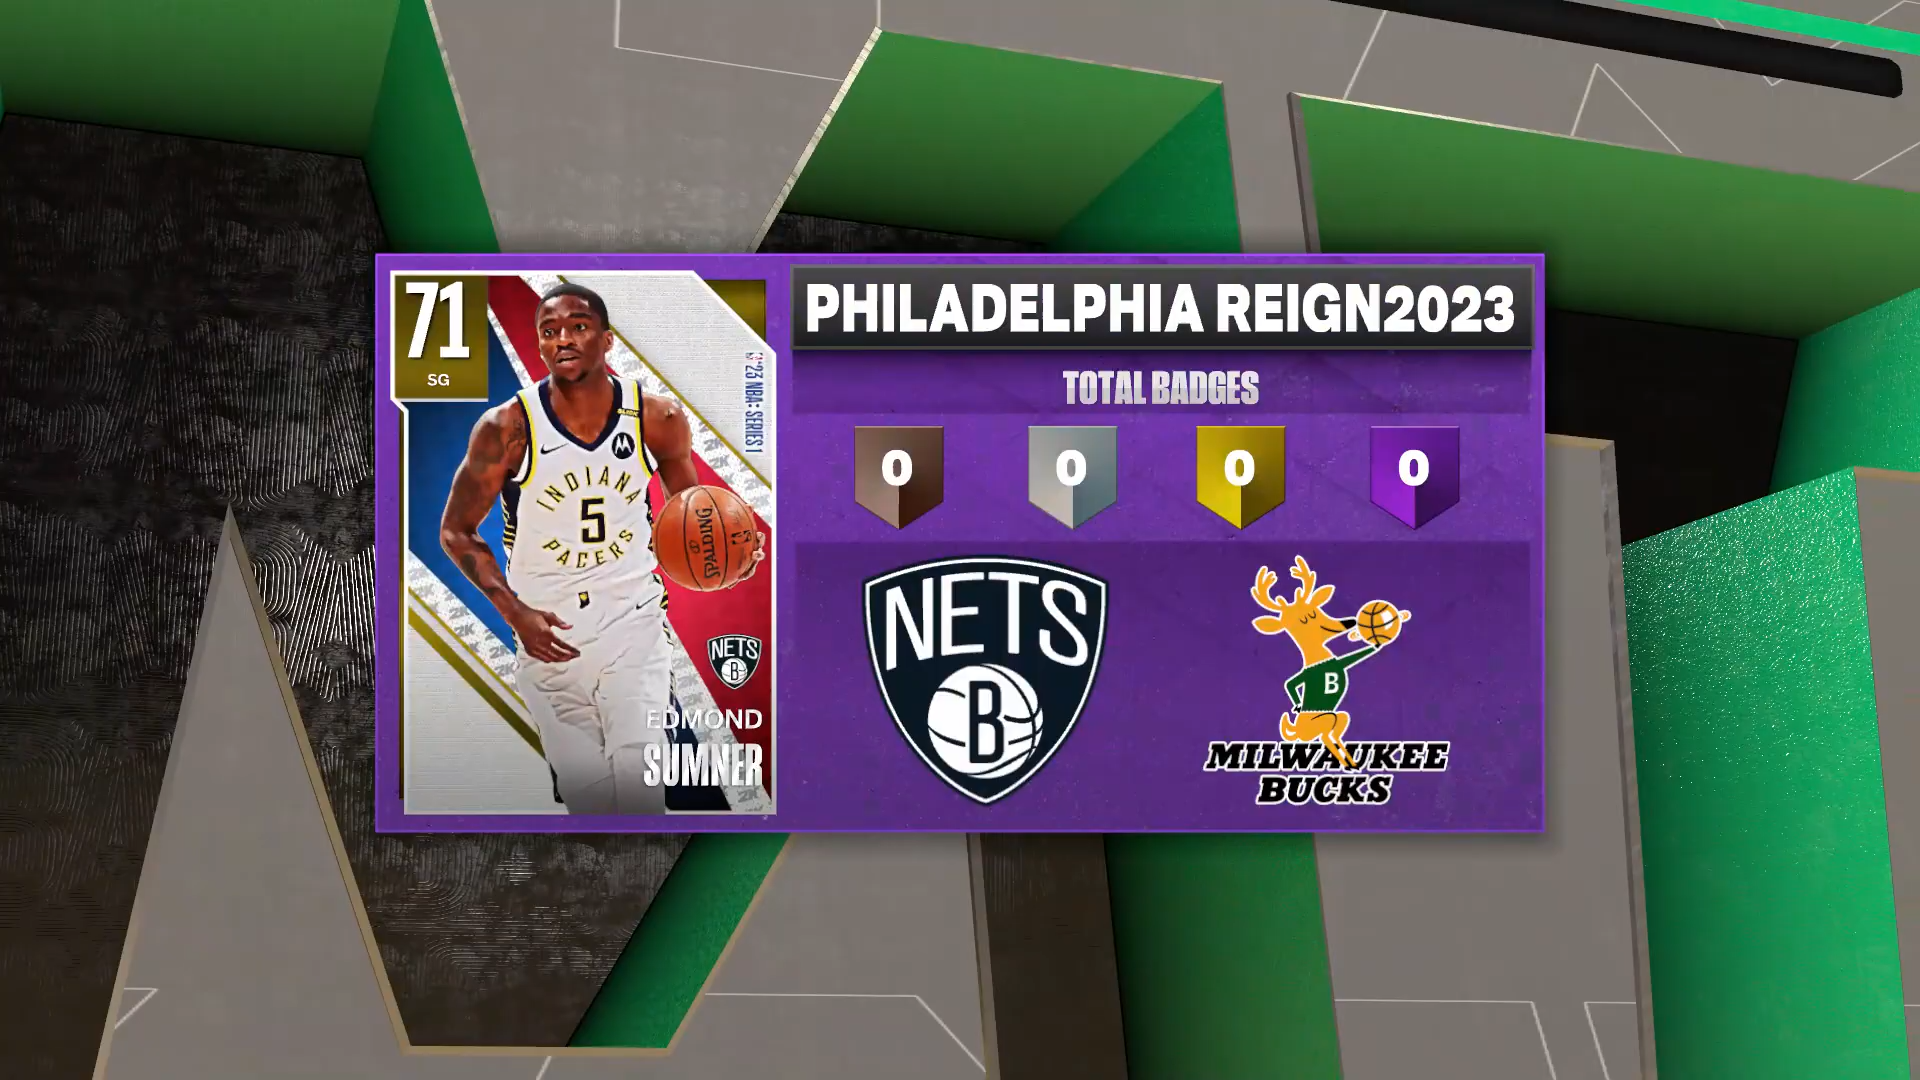 71
SG
'23 NBA: SERIES 1
INDIANA
5
PACERS
SPALDING
NETS
B
EDMOND
SUMNER
PHILADELPHIA REIGN2023
TOTAL BADGES
0 0 0 0
NETS
B
B
MILWAUKEE
BUCKS